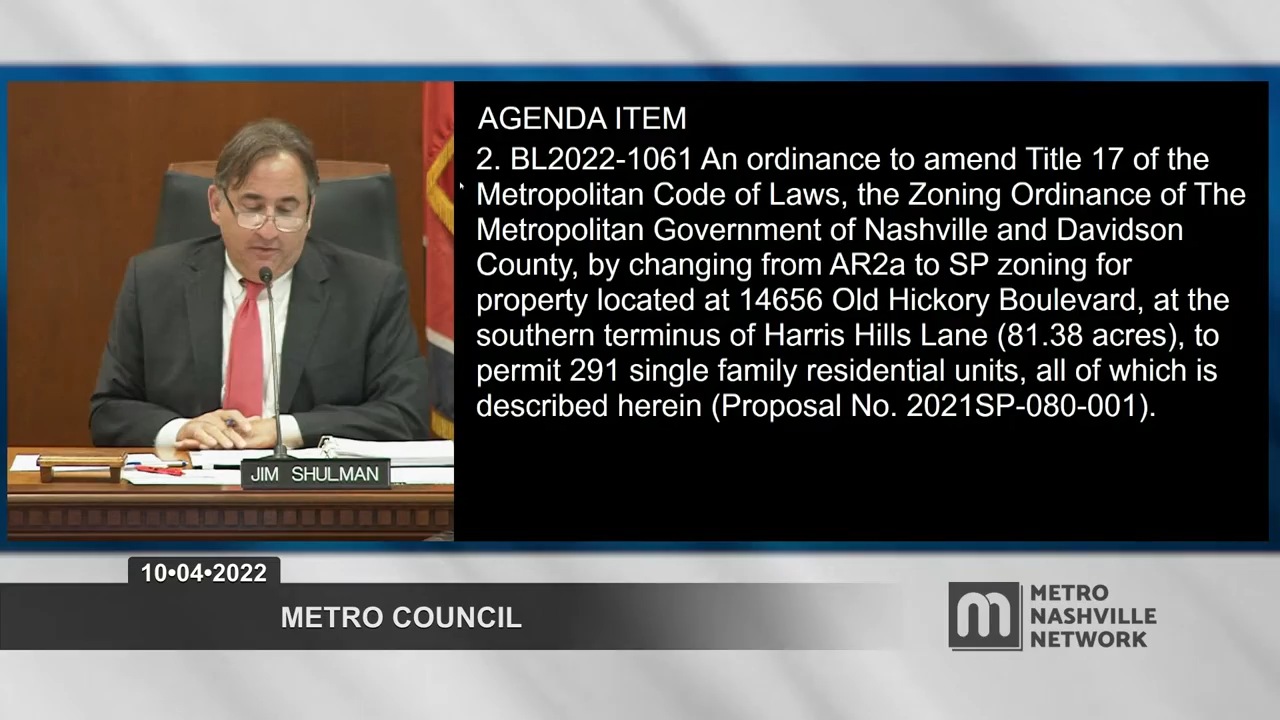 AGENDA ITEM
2. BL2022-1061 An ordinance to amend Title 17 of the
Metropolitan Code of Laws, the Zoning Ordinance of The
Metropolitan Government of Nashville and Davidson
County, by changing from AR2a to SP zoning for
property located at 14656 Old Hickory Boulevard, at the
southern terminus of Harris Hills Lane (81.38 acres), to
permit 291 single family residential units, all of which is
described herein (Proposal No. 2021SP-080-001).
JIM SHULMAN
10•04•2022
METRO COUNCIL
m
METRO
NASHVILLE
NETWORK